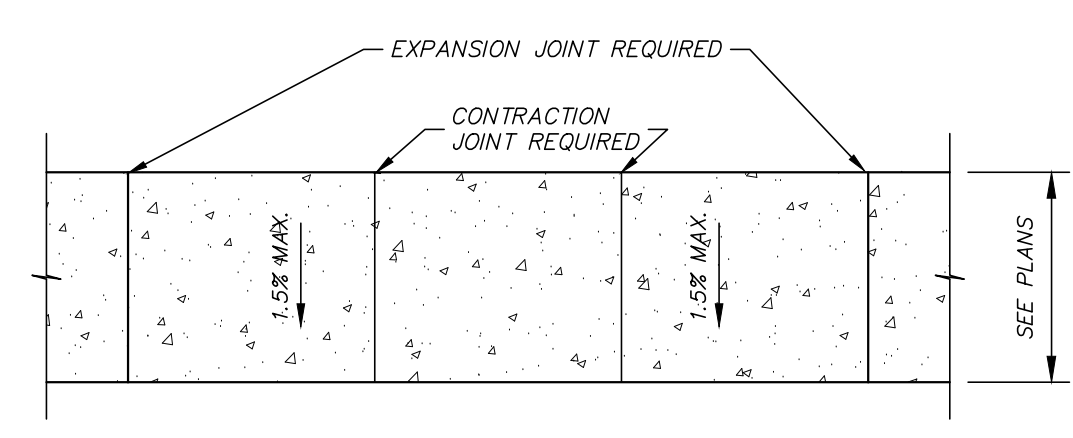 EXPANSION JOINT REQUIRED
CONTRACTION
JOINT REQUIRED
1.5% MAX.
1.5% MAX.
SEE PLANS